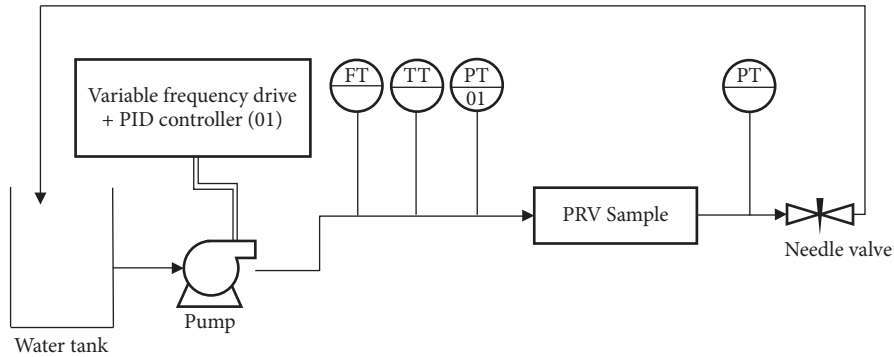 Variable frequency drive
+ PID controller (01)
FT
TT
PT
01
PT
PRV Sample
Needle valve
Pump
Water tank